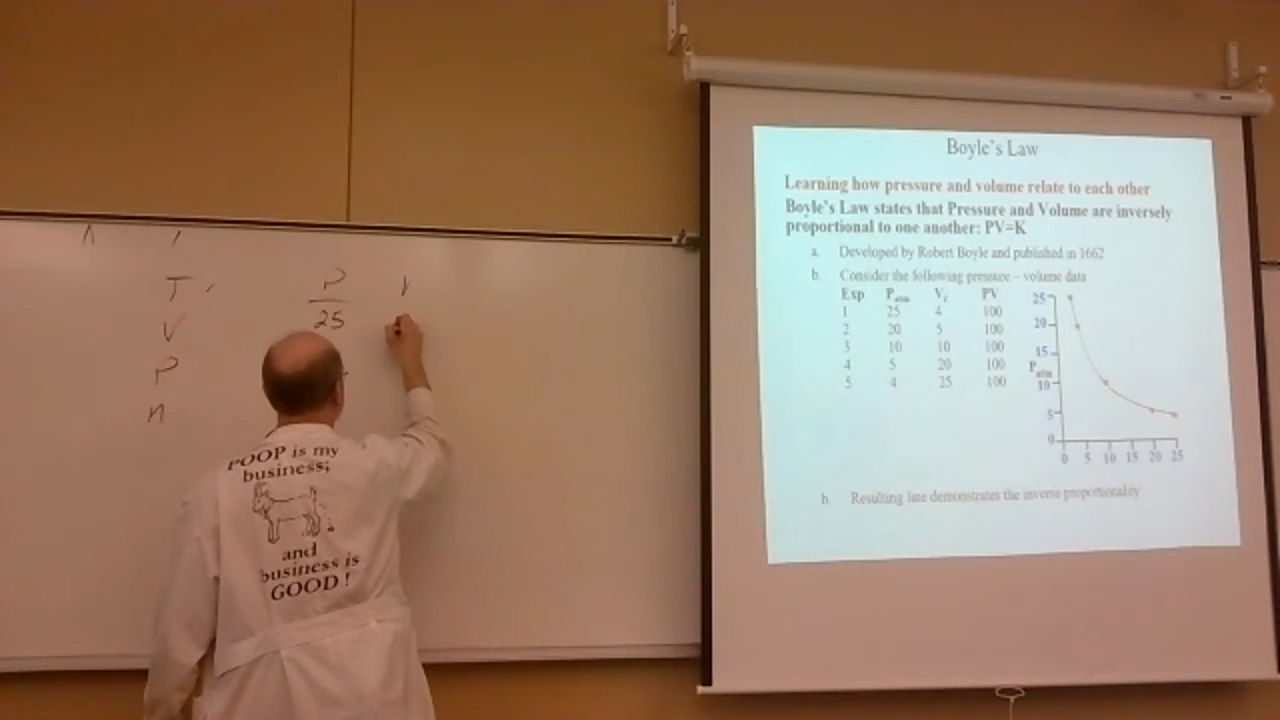 T,
V
P
n
P V
25
POOP is my
business;
and
business is
GOOD!
Boyle's Law
Learning how pressure and volume relate to each other
Boyle's Law states that Pressure and Volume are inversely
proportional to one another: PV=K
a. Developed by Robert Boyle and published in 1662
b. Consider the following pressure – volume data
Exp Patm Vℓ PV
1 25 4 100
2 20 5 100
3 10 10 100
4 5 20 100
5 4 25 100
25
20
15
Patm
10
5
0
0 5 10 15 20 25
b. Resulting line demonstrates the inverse proportionality